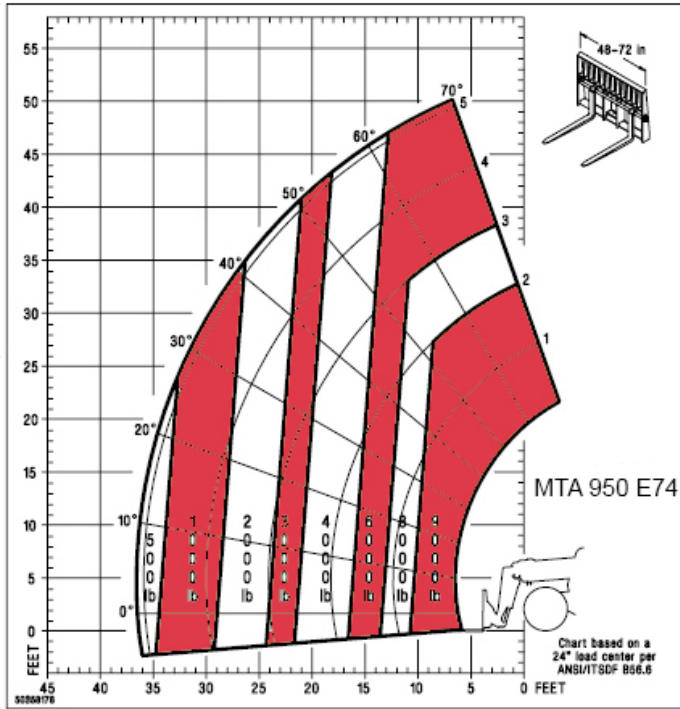 48-72 in
55
50
45
40
35
30
25
20
15
10
5
0
FEET
70°
60°
50°
40°
30°
20°
10°
0°
5
4
3
2
1
500 lb
1000 lb
2000 lb
3000 lb
4000 lb
6000 lb
8000 lb
9000 lb
MTA 950 E74
Chart based on a
24" load center per
ANSI/ITSDF B56.6
45 40 35 30 25 20 15 10 5 0 FEET